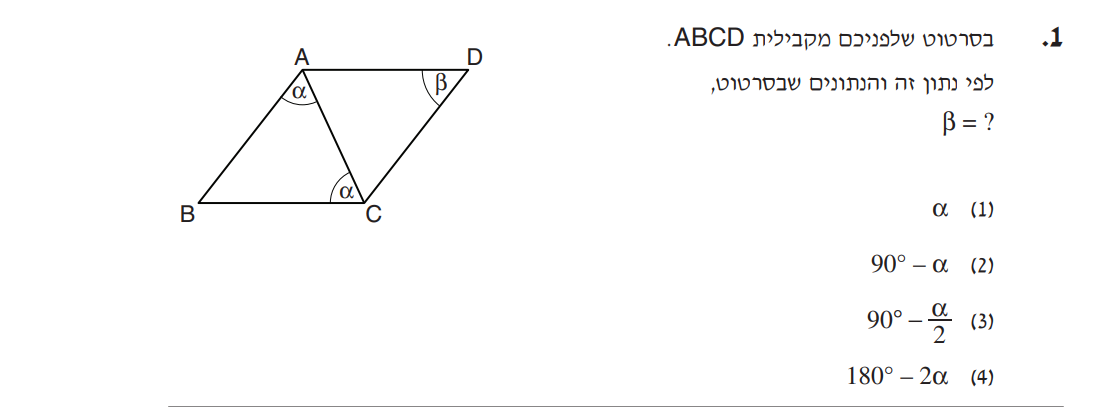 1. בסרטוט שלפניכם מקבילית ABCD.
לפי נתון זה והנתונים שבסרטוט,
β = ?
(1) α
(2) 90° – α
(3) 90° – α/2
(4) 180° – 2α
A
D
α
β
α
B
C